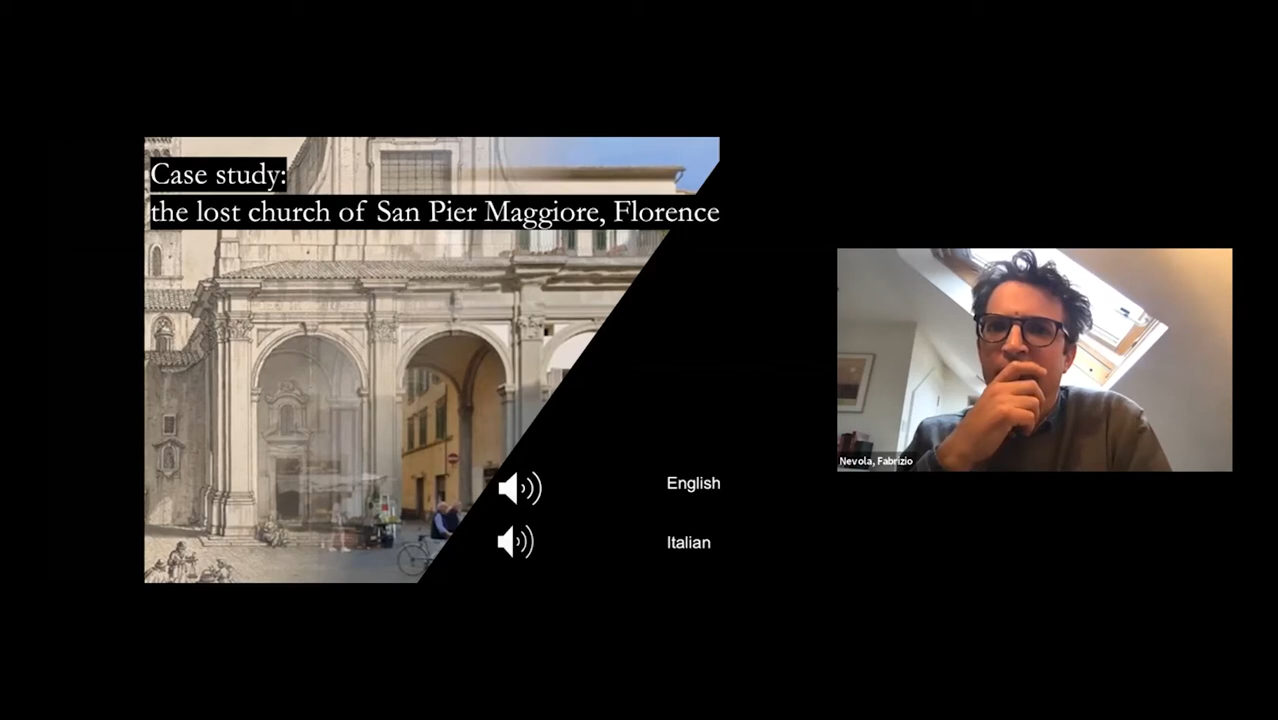 Case study:
the lost church of San Pier Maggiore, Florence
English
Italian
Nevola, Fabrizio